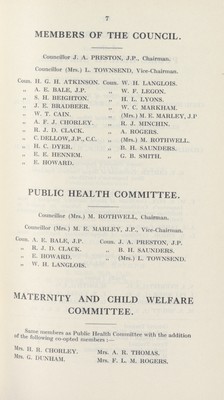 7
MEMBERS OF THE COUNCIL.
Councillor J. A. PRESTON, J.P., Chairman.
Councillor (Mrs.) L. TOWNSEND, Vice-Chairman.
Coun. H. G. H. ATKINSON. Coun. W. H. LANGLOIS.
„ A. E. BALE, J.P. „ W. F. LEGON.
„ S. H. BEIGHTON. „ H. L. LYONS.
„ J. E. BRADBEER. „ W. C. MARKHAM.
„ W. T. CAIN. „ (Mrs.) M. E. MARLEY, J.P
„ A. F. J. CHORLEY. „ R. J. MINCHIN.
„ R. J. D. CLACK. „ A. ROGERS.
„ C. DELLOW, J.P., C.C. „ (Mrs.) M. ROTHWELL.
„ H. C. DYER. „ B. H. SAUNDERS.
„ E. E. HENNEM. „ G. R. SMITH.
„ E. HOWARD.
PUBLIC HEALTH COMMITTEE.
Councillor (Mrs.) M. ROTHWELL, Chairman.
Councillor (Mrs.) M. E. MARLEY, J.P., Vice-Chairman.
Coun. A. E. BALE, J.P. Coun. J. A. PRESTON, J.P.
„ R. J. D. CLACK. „ B. H. SAUNDERS.
„ E. HOWARD. „ (Mrs.) L. TOWNSEND.
„ W. H. LANGLOIS.
MATERNITY AND CHILD WELFARE
COMMITTEE.
Same members as Public Health Committee with the addition
of the following co-opted members :—
Mrs. H. B. CHORLEY. Mrs. A. R. THOMAS.
Mrs. G. DUNHAM. Mrs. F. L. M. ROGERS.